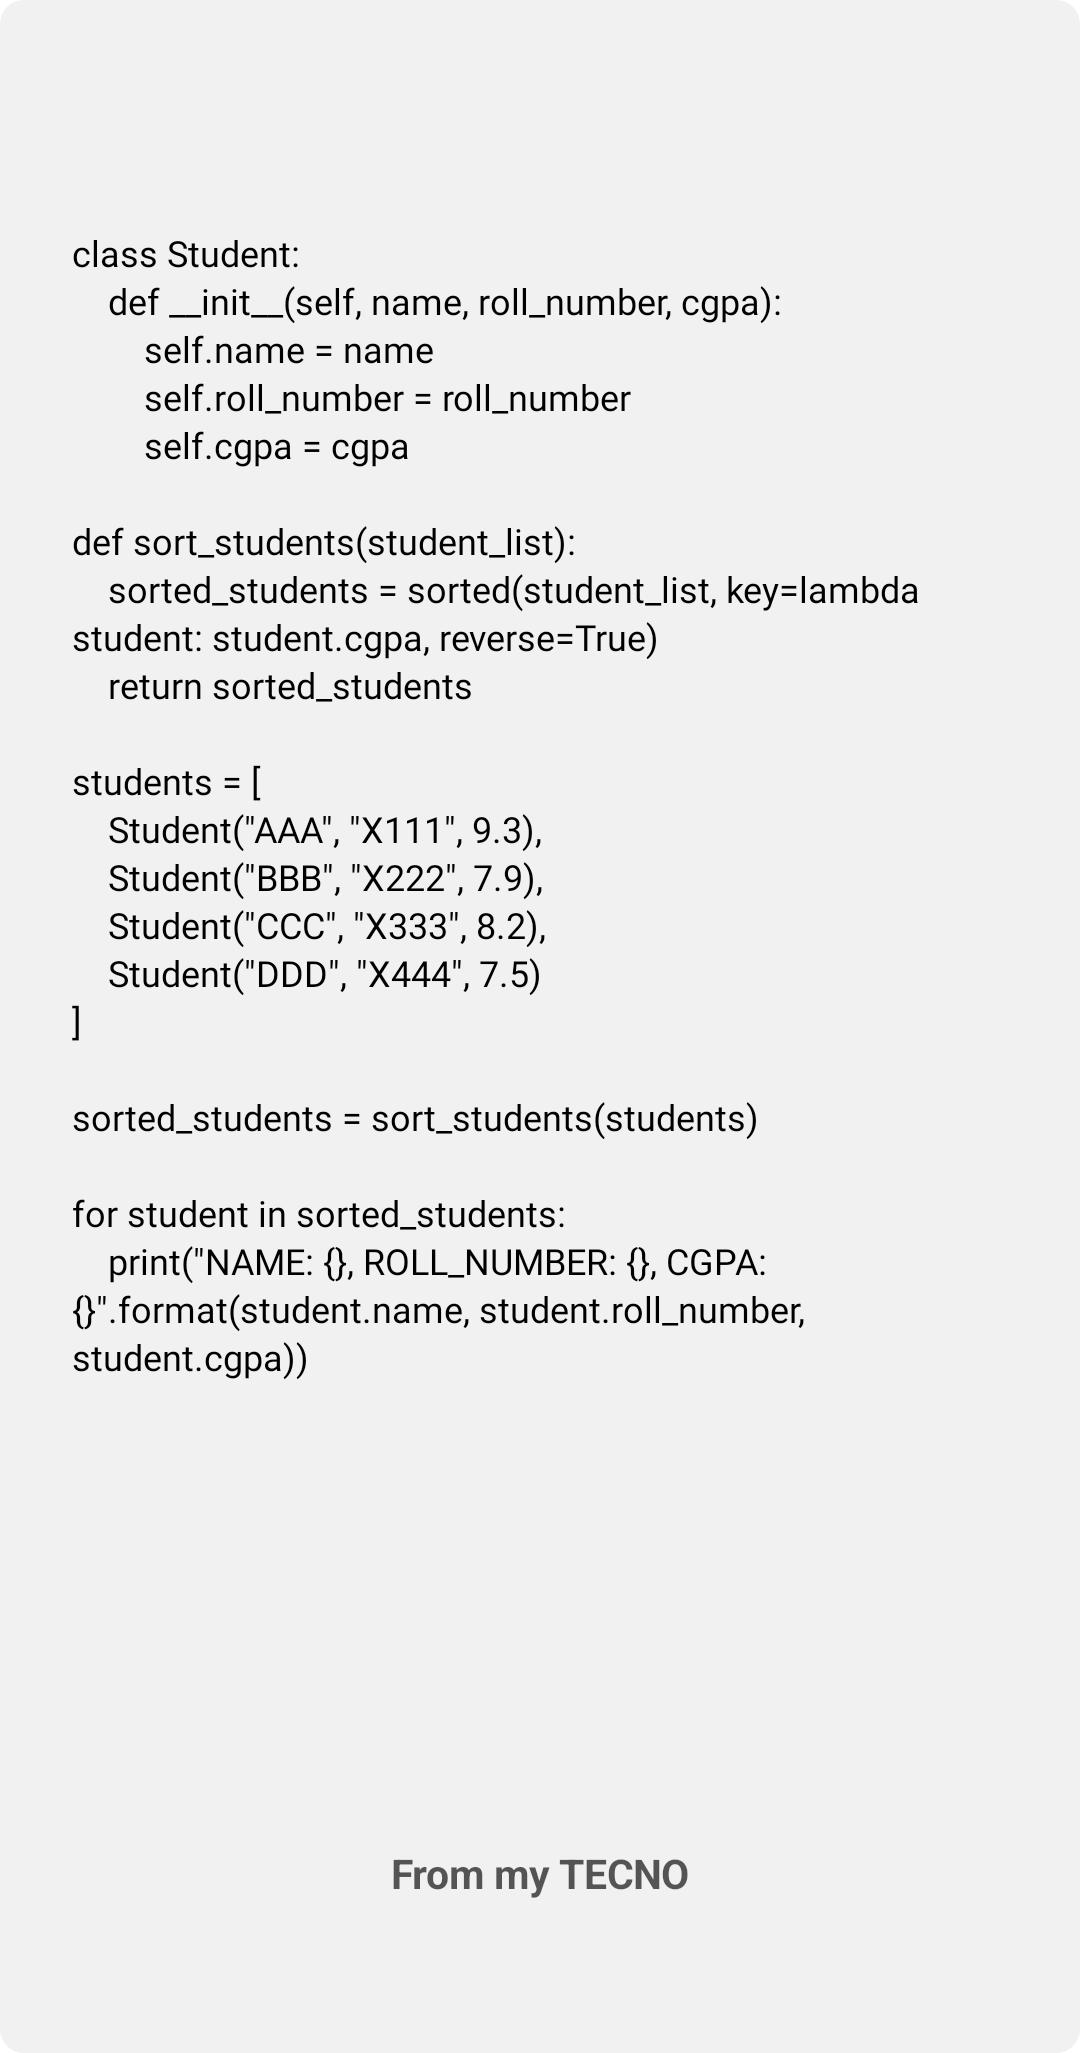 class Student:
    def __init__(self, name, roll_number, cgpa):
        self.name = name
        self.roll_number = roll_number
        self.cgpa = cgpa

def sort_students(student_list):
    sorted_students = sorted(student_list, key=lambda
student: student.cgpa, reverse=True)
    return sorted_students

students = [
    Student("AAA", "X111", 9.3),
    Student("BBB", "X222", 7.9),
    Student("CCC", "X333", 8.2),
    Student("DDD", "X444", 7.5)
]

sorted_students = sort_students(students)

for student in sorted_students:
    print("NAME: {}, ROLL_NUMBER: {}, CGPA:
{}".format(student.name, student.roll_number,
student.cgpa))

From my TECNO